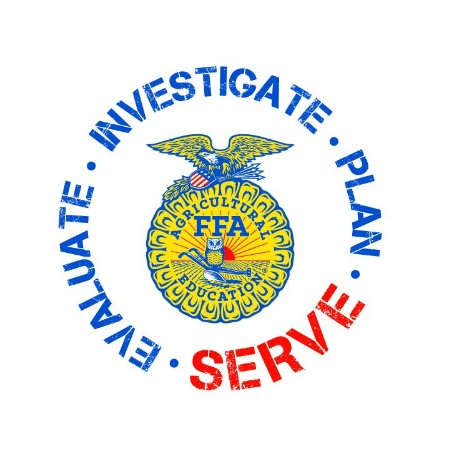 INVESTIGATE • PLAN • SERVE • EVALUATE •
AGRICULTURAL
FFA
EDUCATION